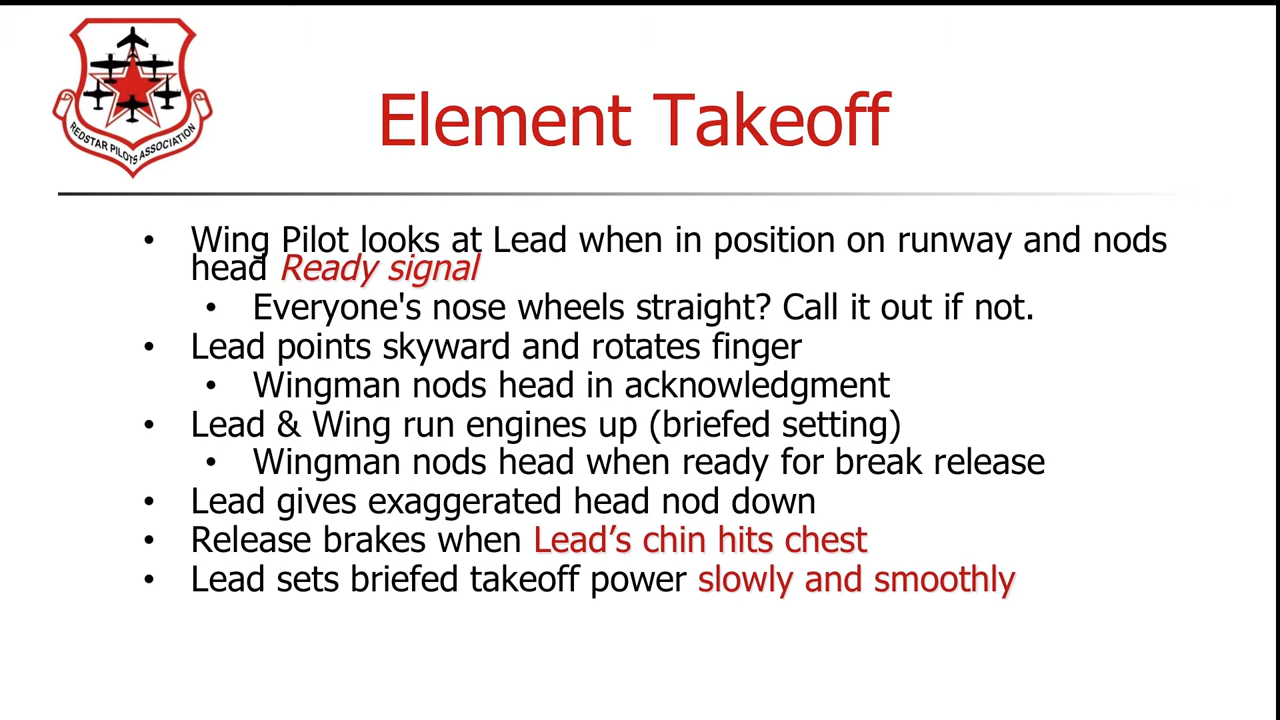 REDSTAR PILOTS ASSOCIATION
Element Takeoff
• Wing Pilot looks at Lead when in position on runway and nods
head Ready signal
• Everyone's nose wheels straight? Call it out if not.
• Lead points skyward and rotates finger
• Wingman nods head in acknowledgment
• Lead & Wing run engines up (briefed setting)
• Wingman nods head when ready for break release
• Lead gives exaggerated head nod down
• Release brakes when Lead’s chin hits chest
• Lead sets briefed takeoff power slowly and smoothly